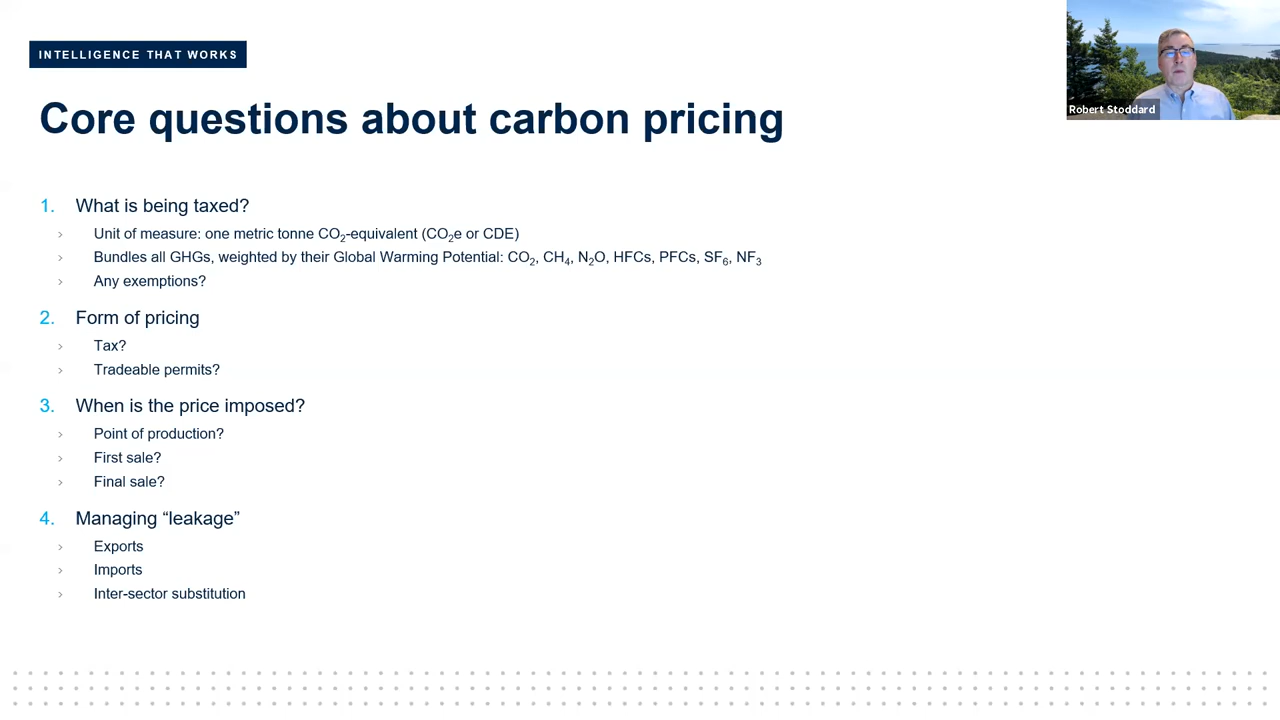 INTELLIGENCE THAT WORKS
Robert Stoddard
Core questions about carbon pricing
1. What is being taxed?
› Unit of measure: one metric tonne CO₂-equivalent (CO₂e or CDE)
› Bundles all GHGs, weighted by their Global Warming Potential: CO₂, CH₄, N₂O, HFCs, PFCs, SF₆, NF₃
› Any exemptions?
2. Form of pricing
› Tax?
› Tradeable permits?
3. When is the price imposed?
› Point of production?
› First sale?
› Final sale?
4. Managing “leakage”
› Exports
› Imports
› Inter-sector substitution